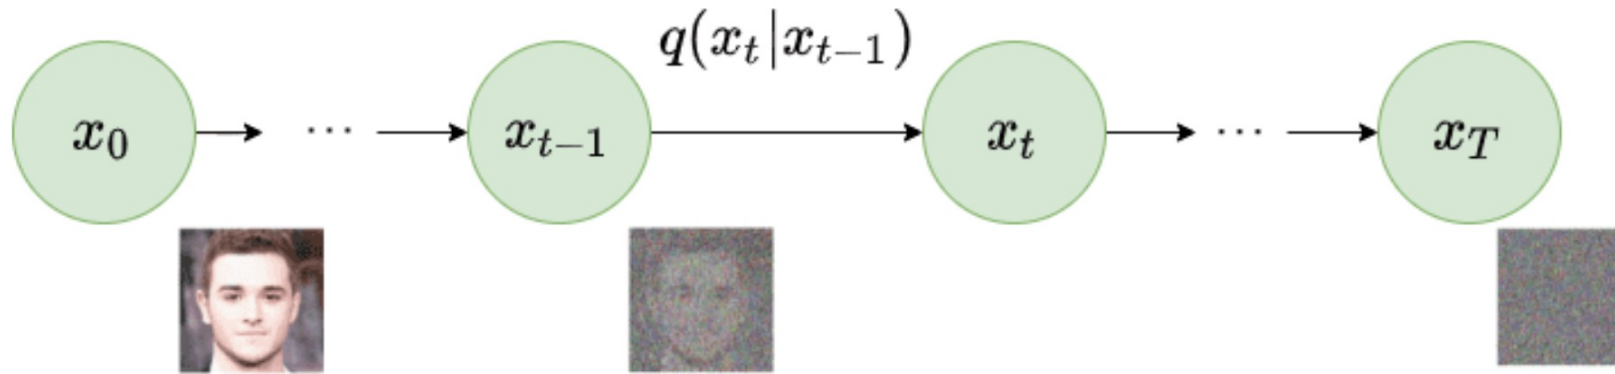 q(x_t|x_{t-1})
x_0 ⋯ x_{t-1} x_t ⋯ x_T